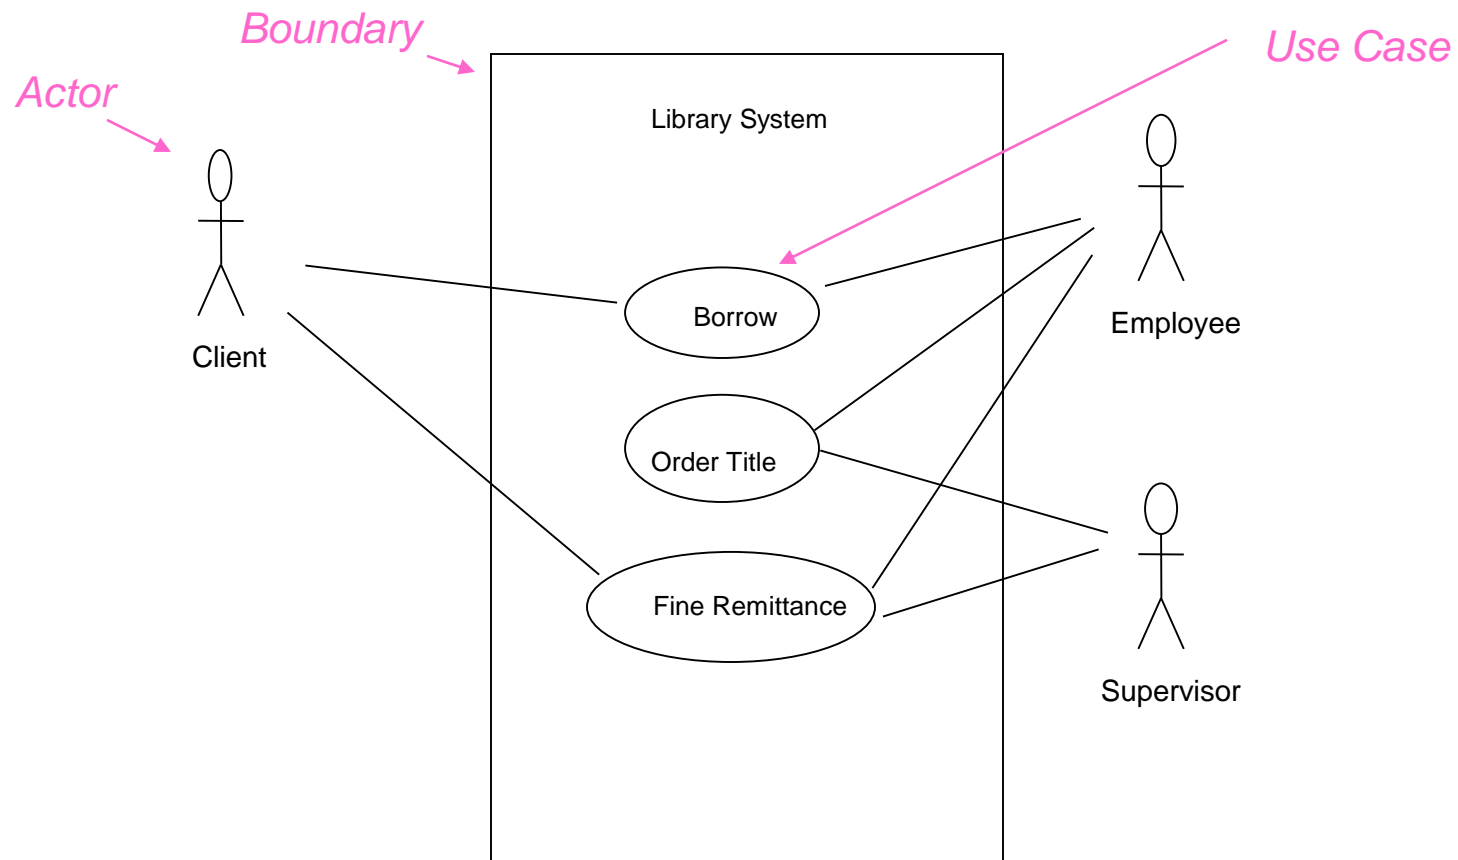 Boundary
Use Case
Actor
Library System
Borrow
Employee
Client
Order Title
Fine Remittance
Supervisor